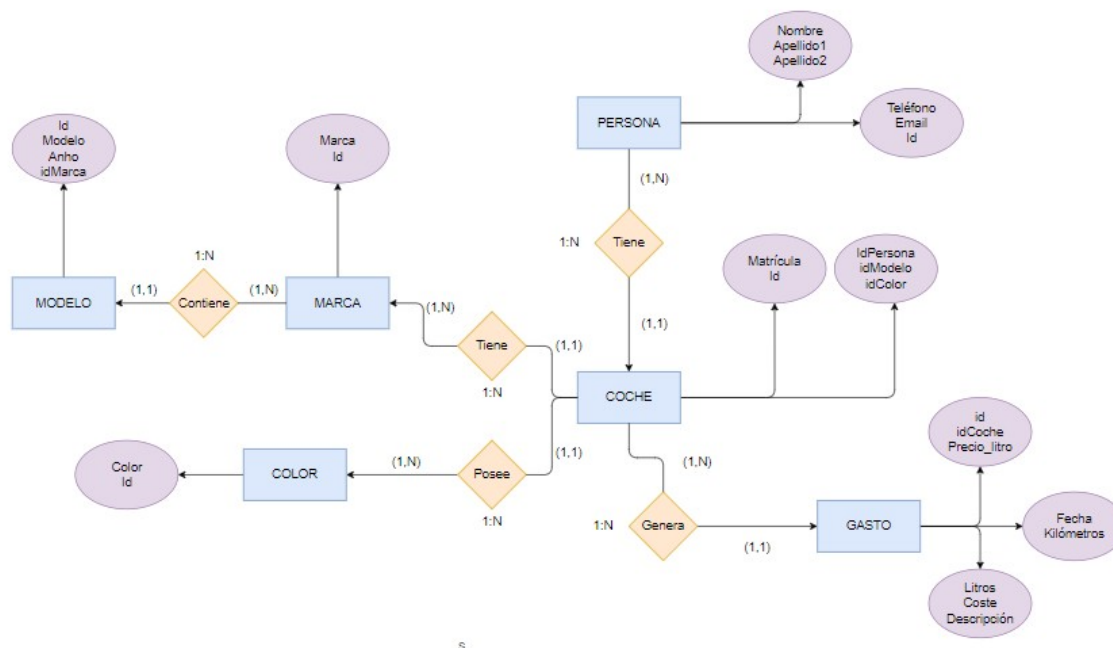 Nombre
Apellido1
Apellido2
PERSONA
Teléfono
Email
Id
Id
Modelo
Anho
idMarca
Marca
Id
(1,N)
1:N
Tiene
Matrícula
Id
IdPersona
idModelo
idColor
1:N
MODELO
(1,1)
Contiene
(1,N)
MARCA
(1,N)
Tiene
(1,1)
1:N
(1,1)
COCHE
Color
Id
COLOR
(1,N)
Posee
(1,1)
1:N
(1,N)
id
idCoche
Precio_litro
1:N
Genera
(1,1)
GASTO
Fecha
Kilómetros
Litros
Coste
Descripción
s